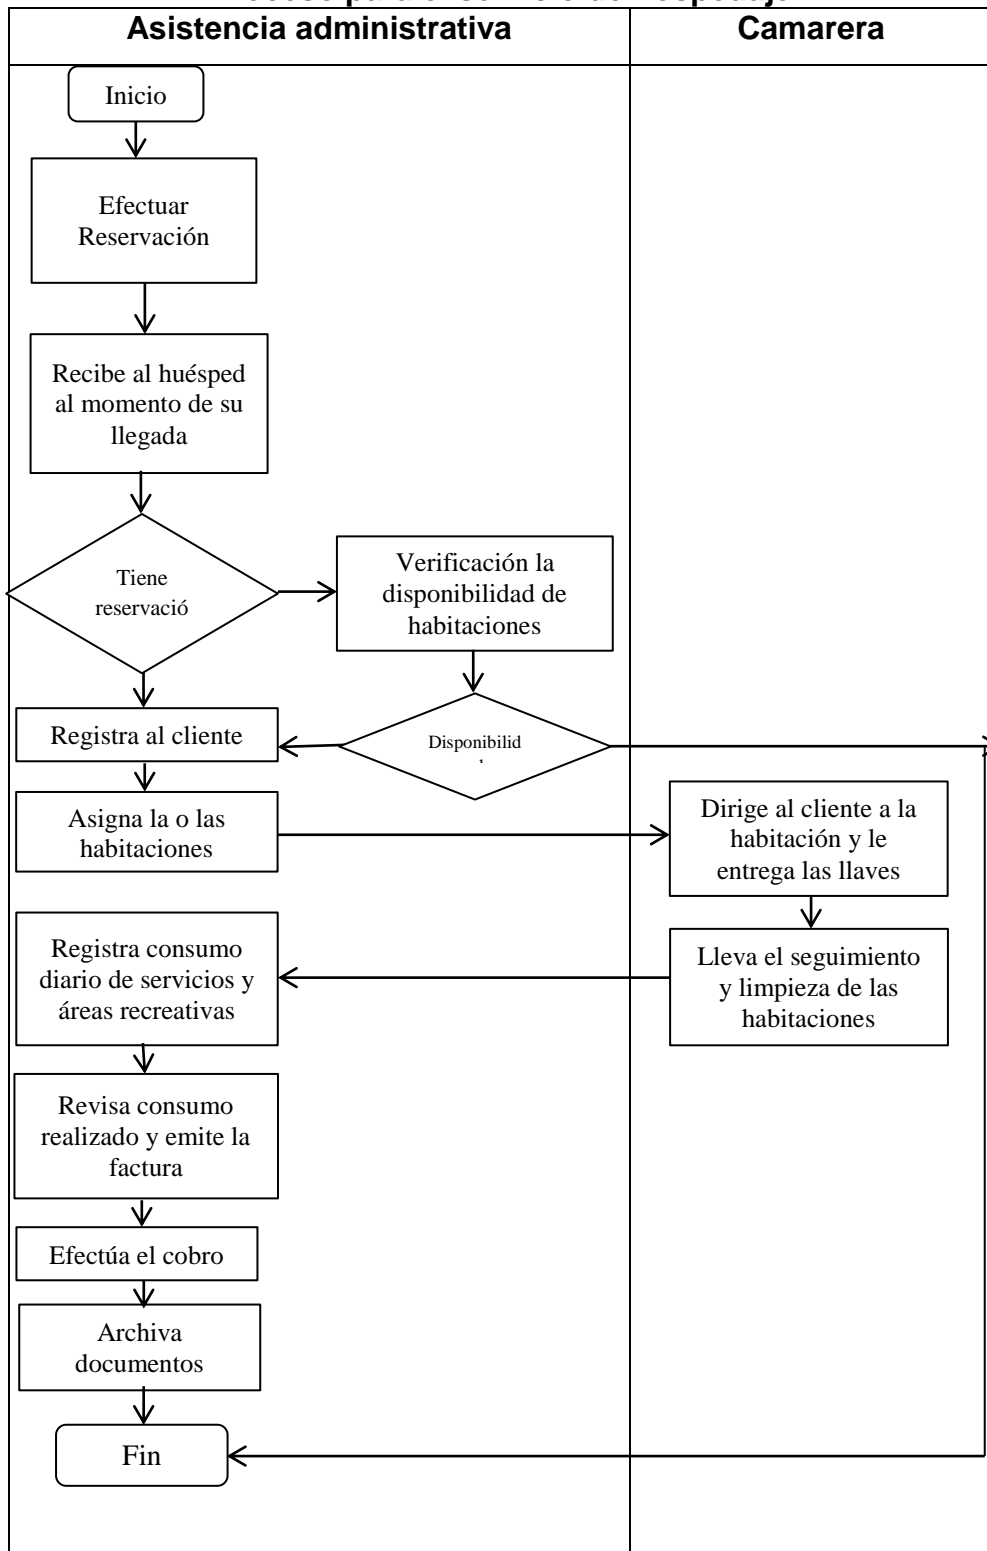 Asistencia administrativa
Camarera
Inicio
Efectuar
Reservación
Recibe al huésped
al momento de su
llegada
Tiene
reservació
Verificación la
disponibilidad de
habitaciones
Registra al cliente
Disponibilid
Asigna la o las
habitaciones
Dirige al cliente a la
habitación y le
entrega las llaves
Registra consumo
diario de servicios y
áreas recreativas
Lleva el seguimiento
y limpieza de las
habitaciones
Revisa consumo
realizado y emite la
factura
Efectúa el cobro
Archiva
documentos
Fin